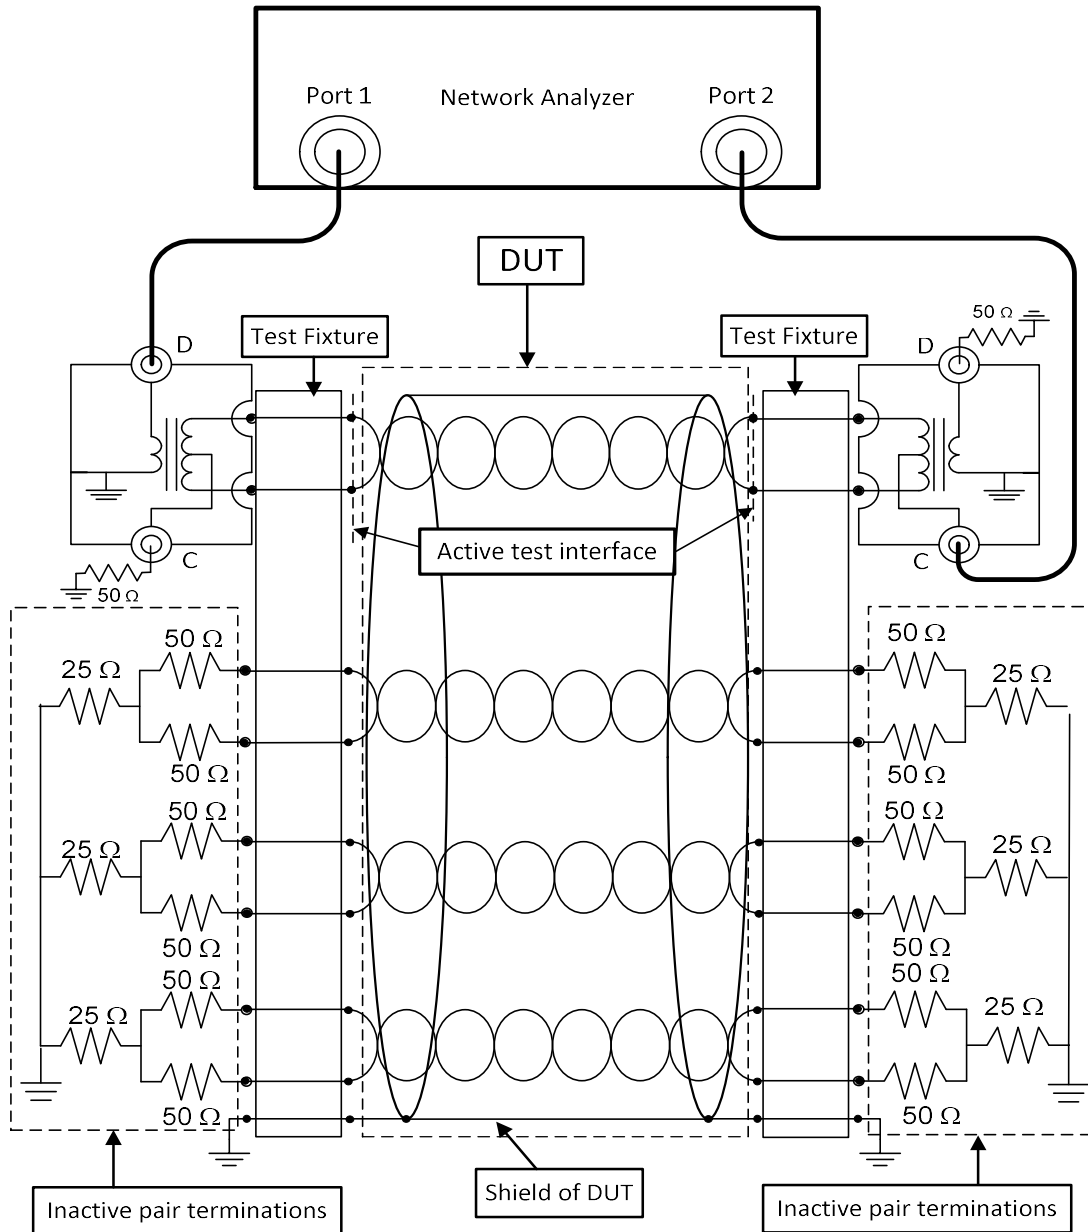 Port 1
Network Analyzer
Port 2
DUT
50 Ω
Test Fixture
Test Fixture
D
D
Active test interface
C
C
50 Ω
50 Ω
50 Ω
25 Ω
25 Ω
50 Ω
50 Ω
50 Ω
50 Ω
25 Ω
25 Ω
50 Ω
50 Ω
50 Ω
50 Ω
25 Ω
25 Ω
50 Ω
50 Ω
Shield of DUT
Inactive pair terminations
Inactive pair terminations